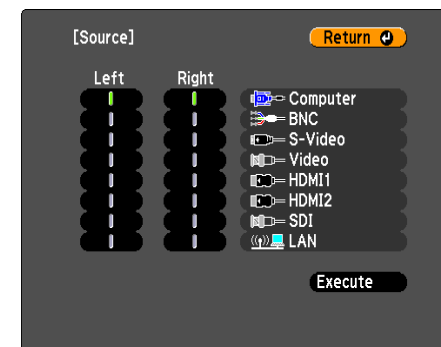 [Source] Return
Left Right
Computer
BNC
S-Video
Video
HDMI1
HDMI2
SDI
LAN
Execute